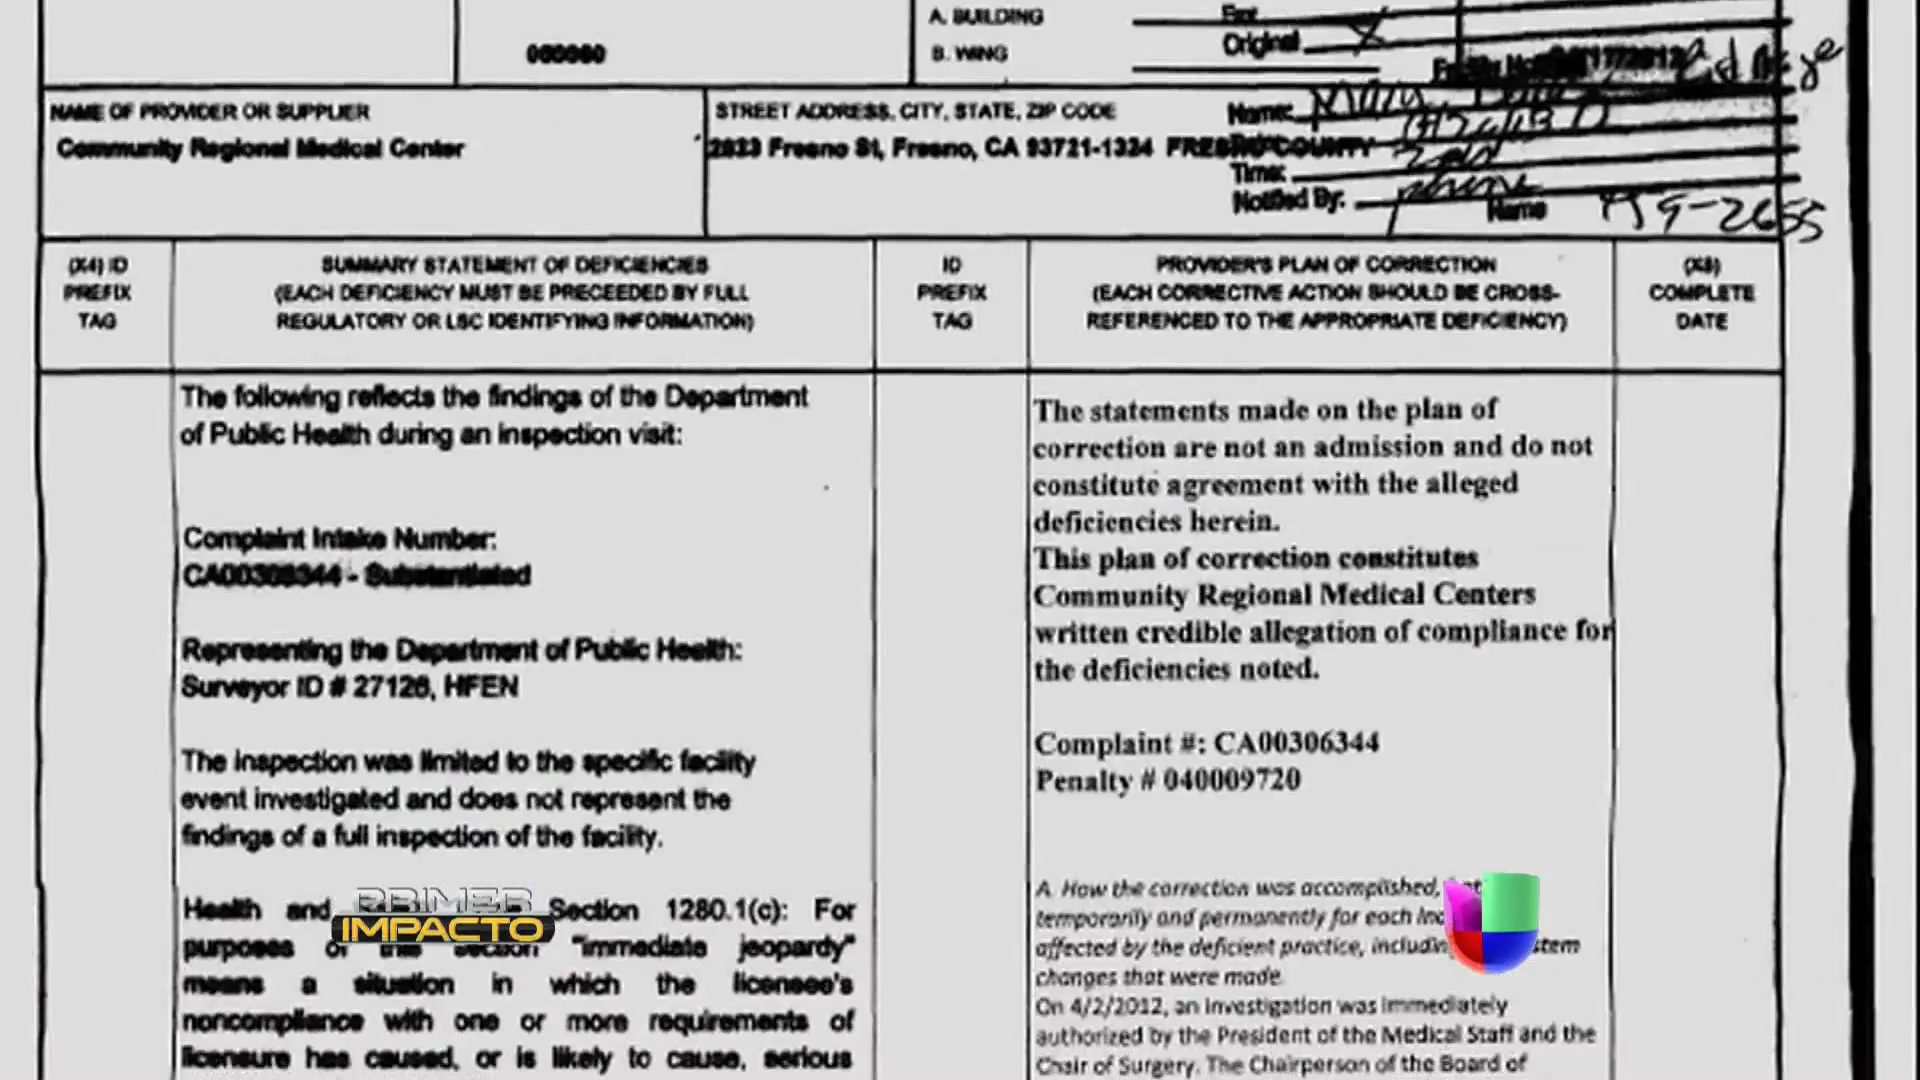 A. BUILDING
B. WING
Original X
NAME OF PROVIDER OR SUPPLIER
Community Regional Medical Center
STREET ADDRESS, CITY, STATE, ZIP CODE
2823 Fresno St, Fresno, CA 93721-1324 FRESNO COUNTY
Name: Mary
Time:
Notified By: phone
Name
459-2655
(X4) ID
PREFIX
TAG
SUMMARY STATEMENT OF DEFICIENCIES
(EACH DEFICIENCY MUST BE PRECEEDED BY FULL
REGULATORY OR LSC IDENTIFYING INFORMATION)
ID
PREFIX
TAG
PROVIDER'S PLAN OF CORRECTION
(EACH CORRECTIVE ACTION SHOULD BE CROSS-
REFERENCED TO THE APPROPRIATE DEFICIENCY)
(X5)
COMPLETE
DATE
The following reflects the findings of the Department
of Public Health during an inspection visit:
Complaint Intake Number:
CA00306344 - Substantiated
Representing the Department of Public Health:
Surveyor ID # 27126, HFEN
The inspection was limited to the specific facility
event investigated and does not represent the
findings of a full inspection of the facility.
Health and Section 1280.1(c): For
purposes of this section "immediate jeopardy"
means a situation in which the licensee's
noncompliance with one or more requirements of
licensure has caused, or is likely to cause, serious
The statements made on the plan of
correction are not an admission and do not
constitute agreement with the alleged
deficiencies herein.
This plan of correction constitutes
Community Regional Medical Centers
written credible allegation of compliance for
the deficiencies noted.
Complaint #: CA00306344
Penalty # 040009720
A. How the correction was accomplished,
temporarily and permanently for each
affected by the deficient practice,
changes that were made.
On 4/2/2012, an investigation was immediately
authorized by the President of the Medical Staff and the
Chair of Surgery. The Chairperson of the Board of
PRIMER
IMPACTO